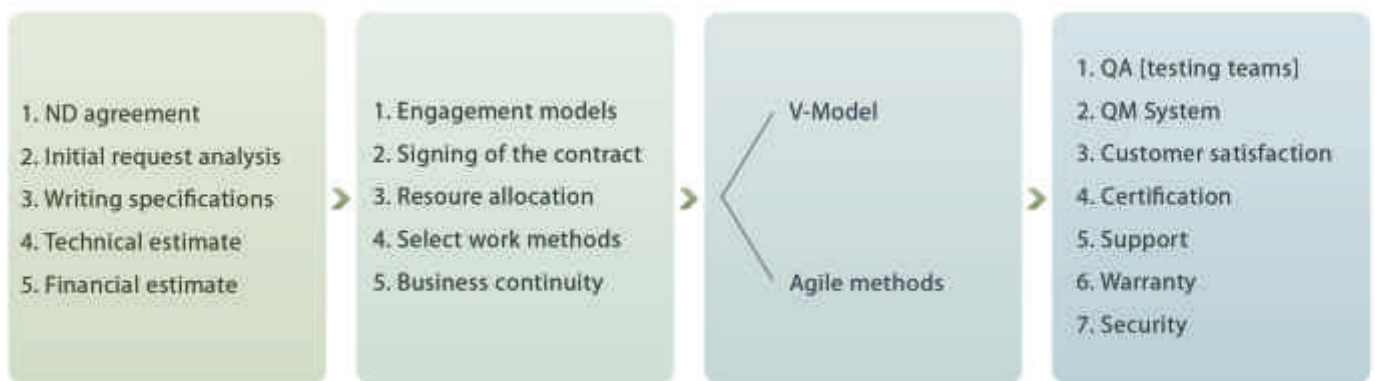 1. ND agreement
2. Initial request analysis
3. Writing specifications
4. Technical estimate
5. Financial estimate
1. Engagement models
2. Signing of the contract
3. Resoure allocation
4. Select work methods
5. Business continuity
V-Model
Agile methods
1. QA [testing teams]
2. QM System
3. Customer satisfaction
4. Certification
5. Support
6. Warranty
7. Security